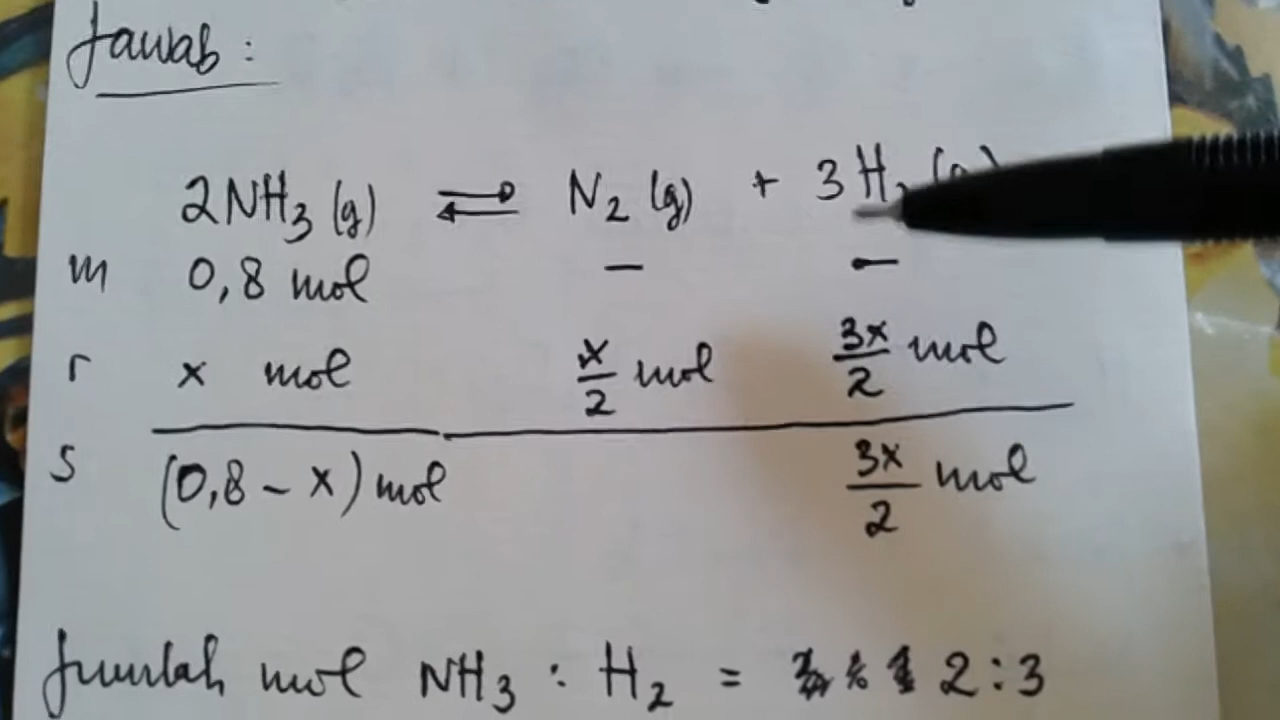 Jawab :
2NH₃ (g) ⇌ N₂ (g) + 3H₂ (g)
m 0,8 mol - -
r x mol x/2 mol 3x/2 mol
s (0,8 - x) mol 3x/2 mol
Jumlah mol NH₃ : H₂ = 2 : 3